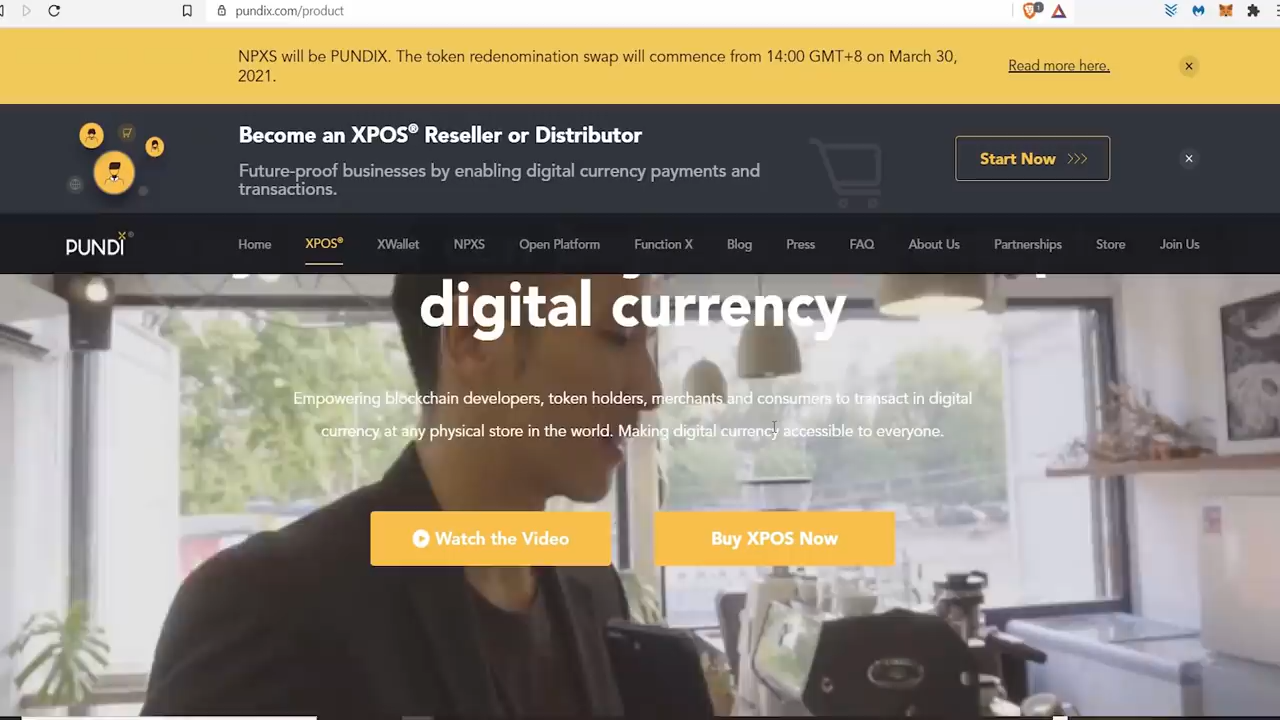 pundix.com/product
1
NPXS will be PUNDIX. The token redenomination swap will commence from 14:00 GMT+8 on March 30,
2021.
Read more here.
Become an XPOS® Reseller or Distributor
Future-proof businesses by enabling digital currency payments and
transactions.
Start Now
PUNDI X®
Home XPOS® XWallet NPXS Open Platform Function X Blog Press FAQ About Us Partnerships Store Join Us
digital currency
Empowering blockchain developers, token holders, merchants and consumers to transact in digital
currency at any physical store in the world. Making digital currency accessible to everyone.
Watch the Video
Buy XPOS Now